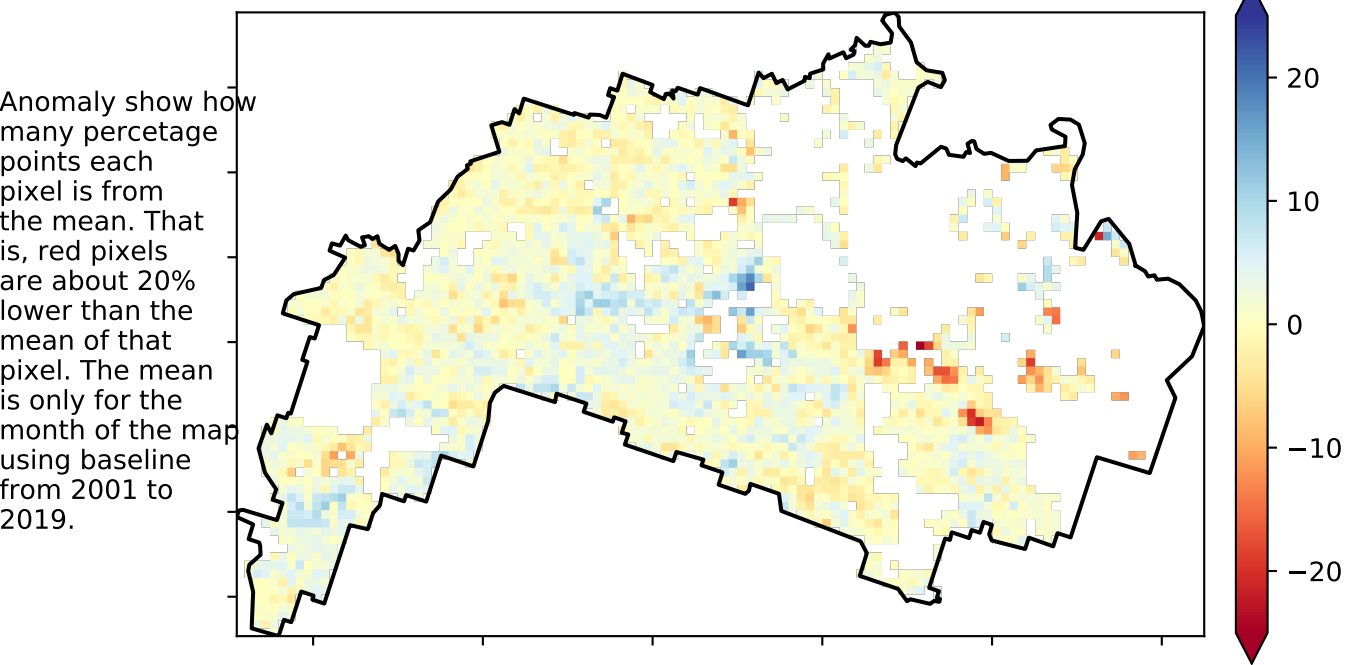 Anomaly show how
many percetage
points each
pixel is from
the mean. That
is, red pixels
are about 20%
lower than the
mean of that
pixel. The mean
is only for the
month of the map
using baseline
from 2001 to
2019.
20
10
0
−10
−20